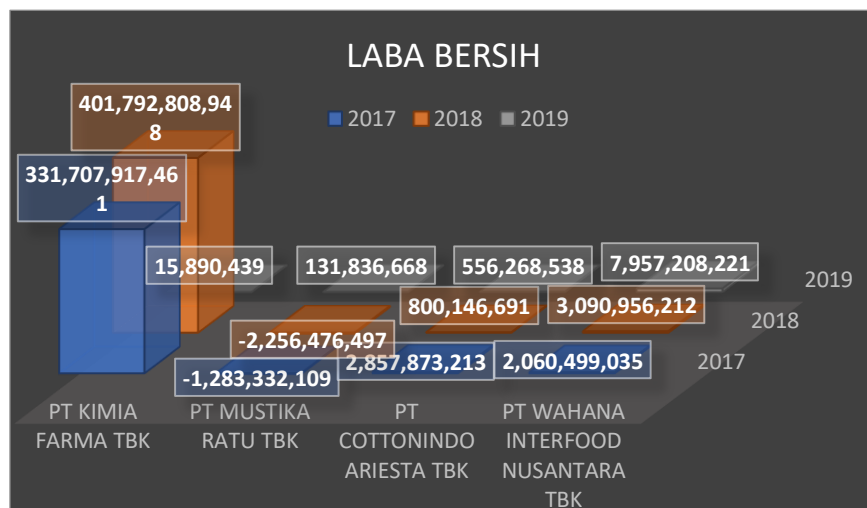 LABA BERSIH
2017 2018 2019
401,792,808,94
8
331,707,917,46
1
15,890,439
131,836,668
556,268,538
7,957,208,221
-2,256,476,497
800,146,691
3,090,956,212
-1,283,332,109
2,857,873,213
2,060,499,035
2019
2018
2017
PT KIMIA
FARMA TBK
PT MUSTIKA
RATU TBK
PT
COTTONINDO
ARIESTA TBK
PT WAHANA
INTERFOOD
NUSANTARA
TBK